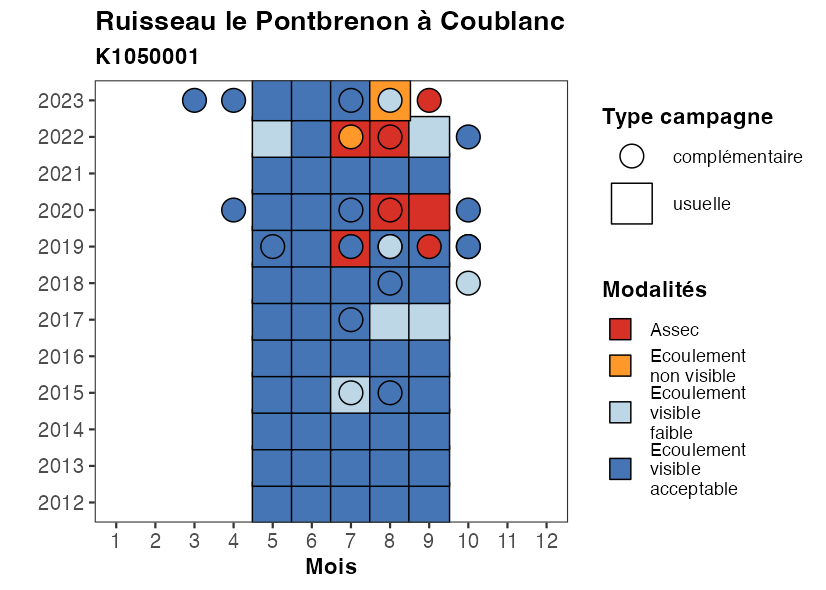 Ruisseau le Pontbrenon à Coublanc
K1050001
2023
2022
2021
2020
2019
2018
2017
2016
2015
2014
2013
2012
1 2 3 4 5 6 7 8 9 10 11 12
Mois
Type campagne
complémentaire
usuelle
Modalités
Assec
Ecoulement
non visible
Ecoulement
visible
faible
Ecoulement
visible
acceptable